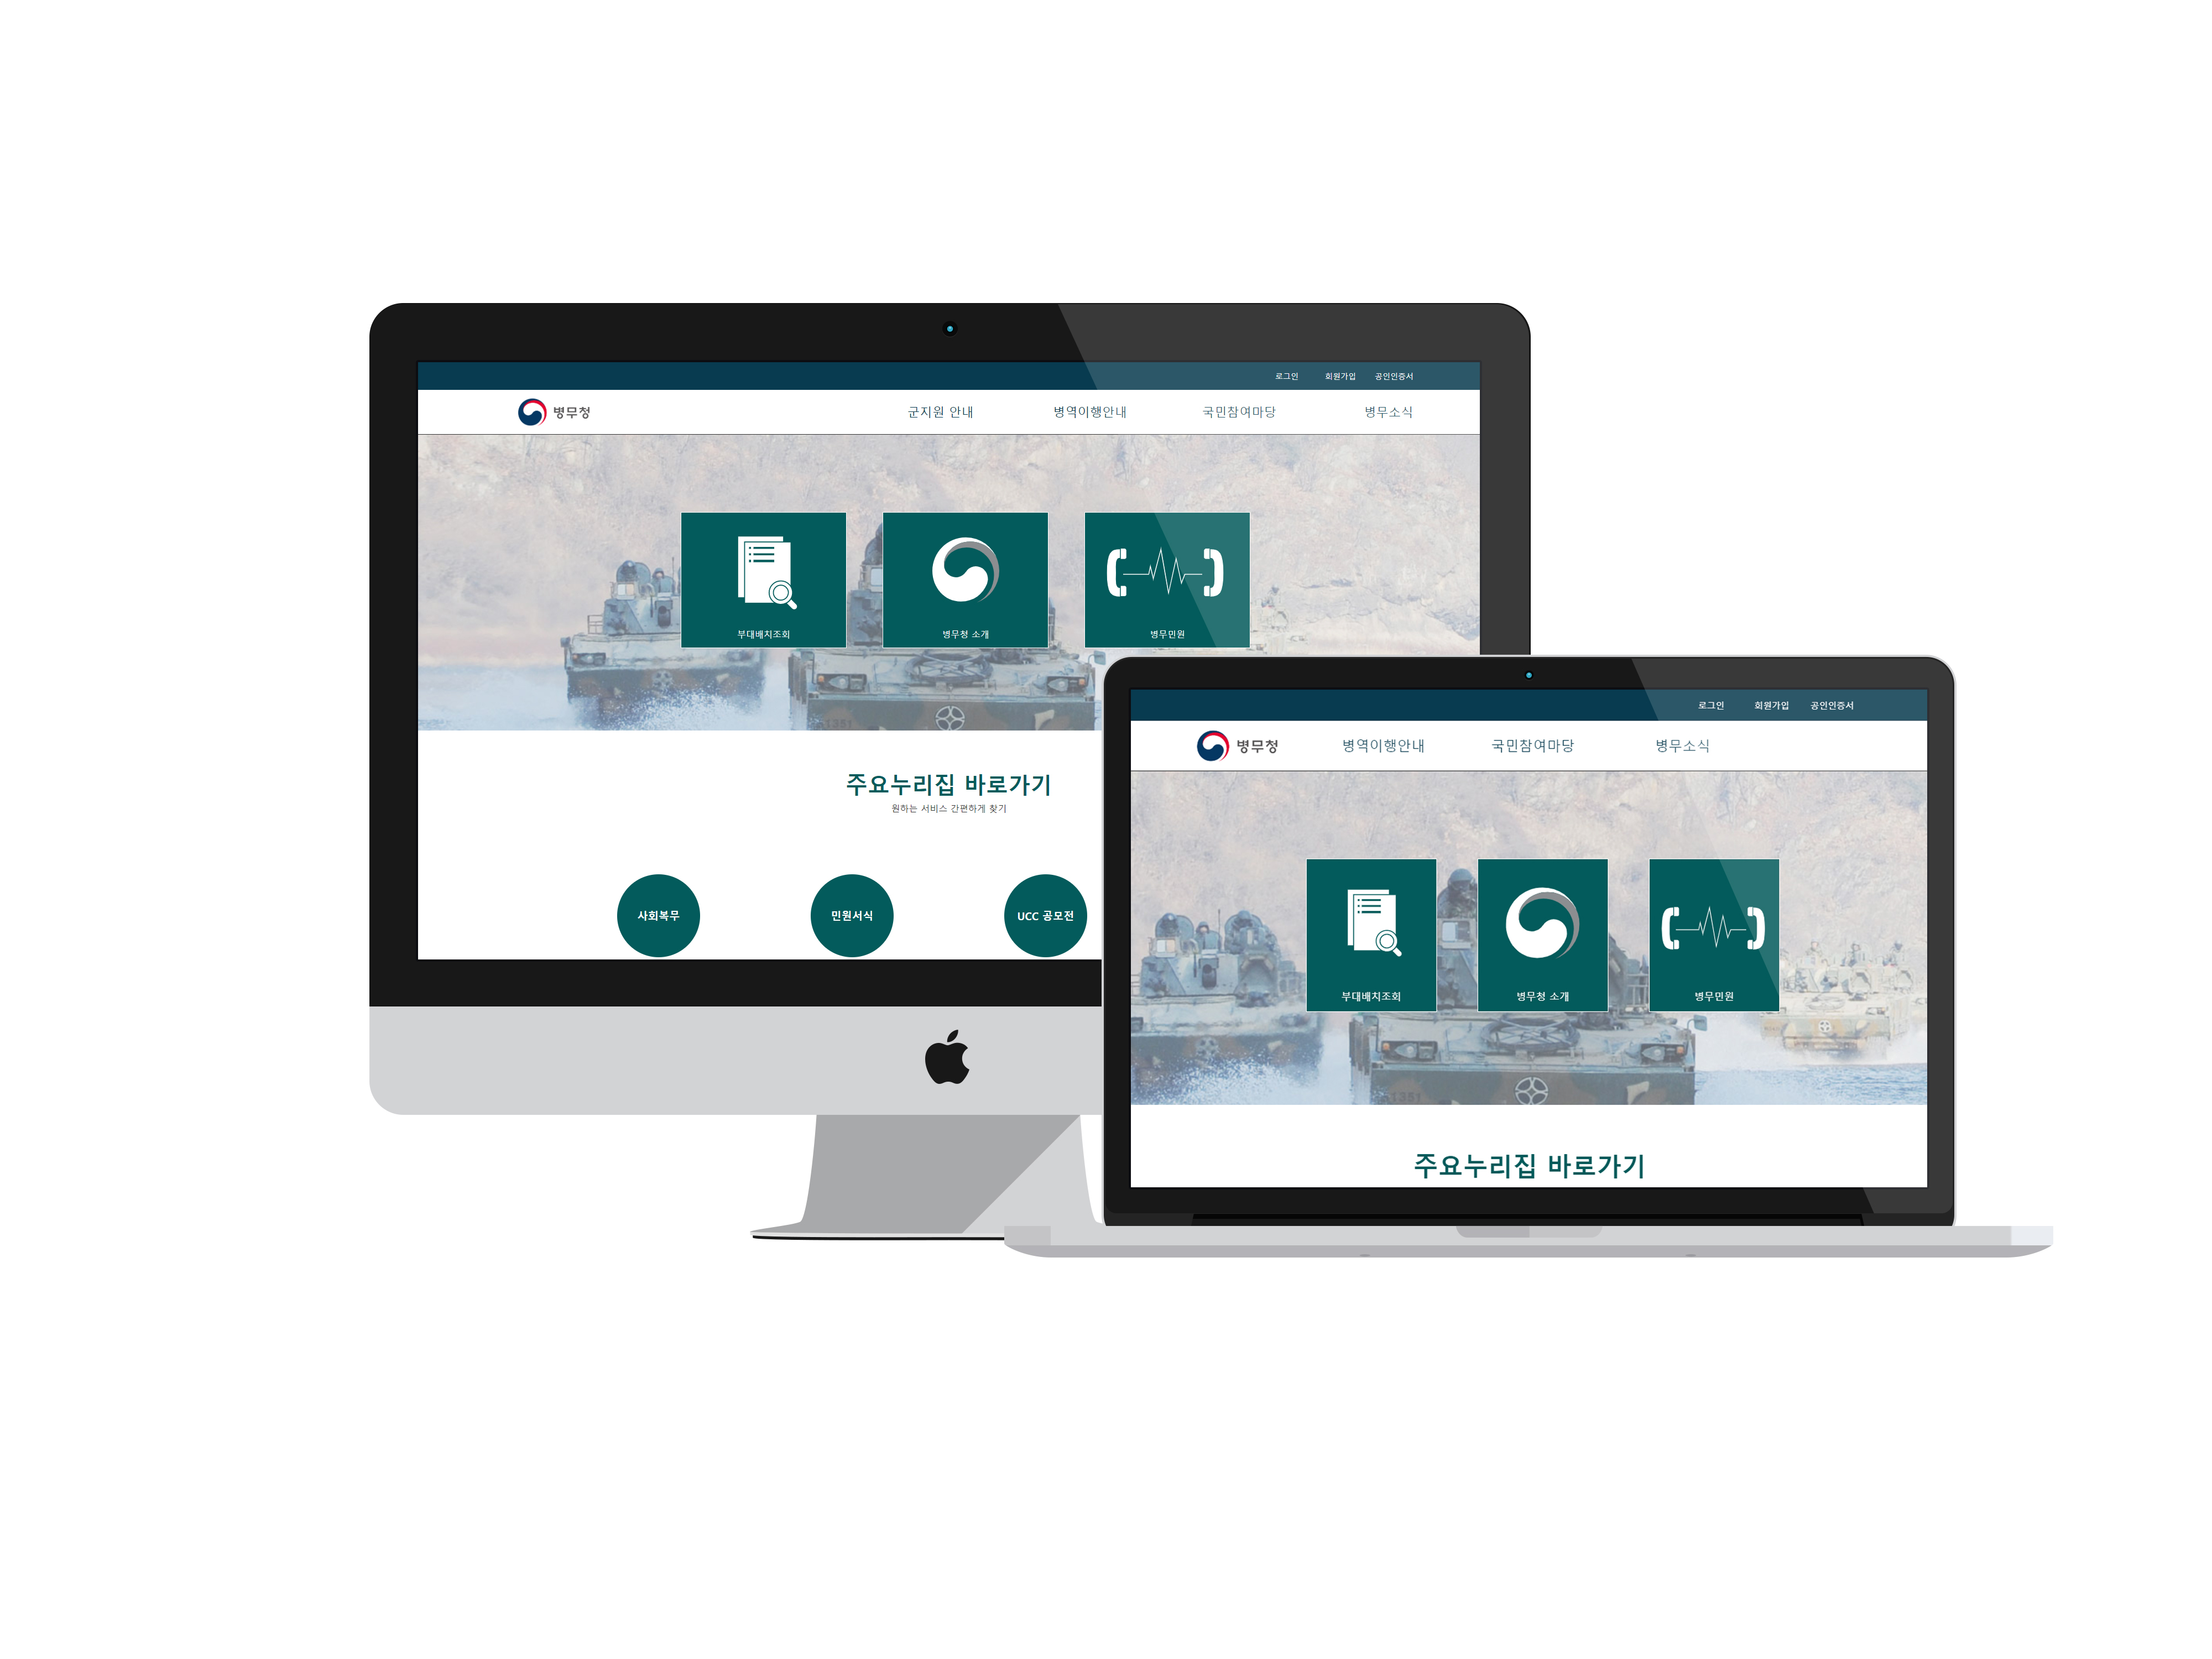 로그인 회원가입 공인인증서
병무청 군지원 안내 병역이행안내 국민참여마당 병무소식
부대배치조회 병무청 소개 병무민원
1351
주요누리집 바로가기
원하는 서비스 간편하게 찾기
사회복무 민원서식 UCC 공모전
로그인 회원가입 공인인증서
병무청 병역이행안내 국민참여마당 병무소식
부대배치조회 병무청 소개 병무민원
1351
주요누리집 바로가기